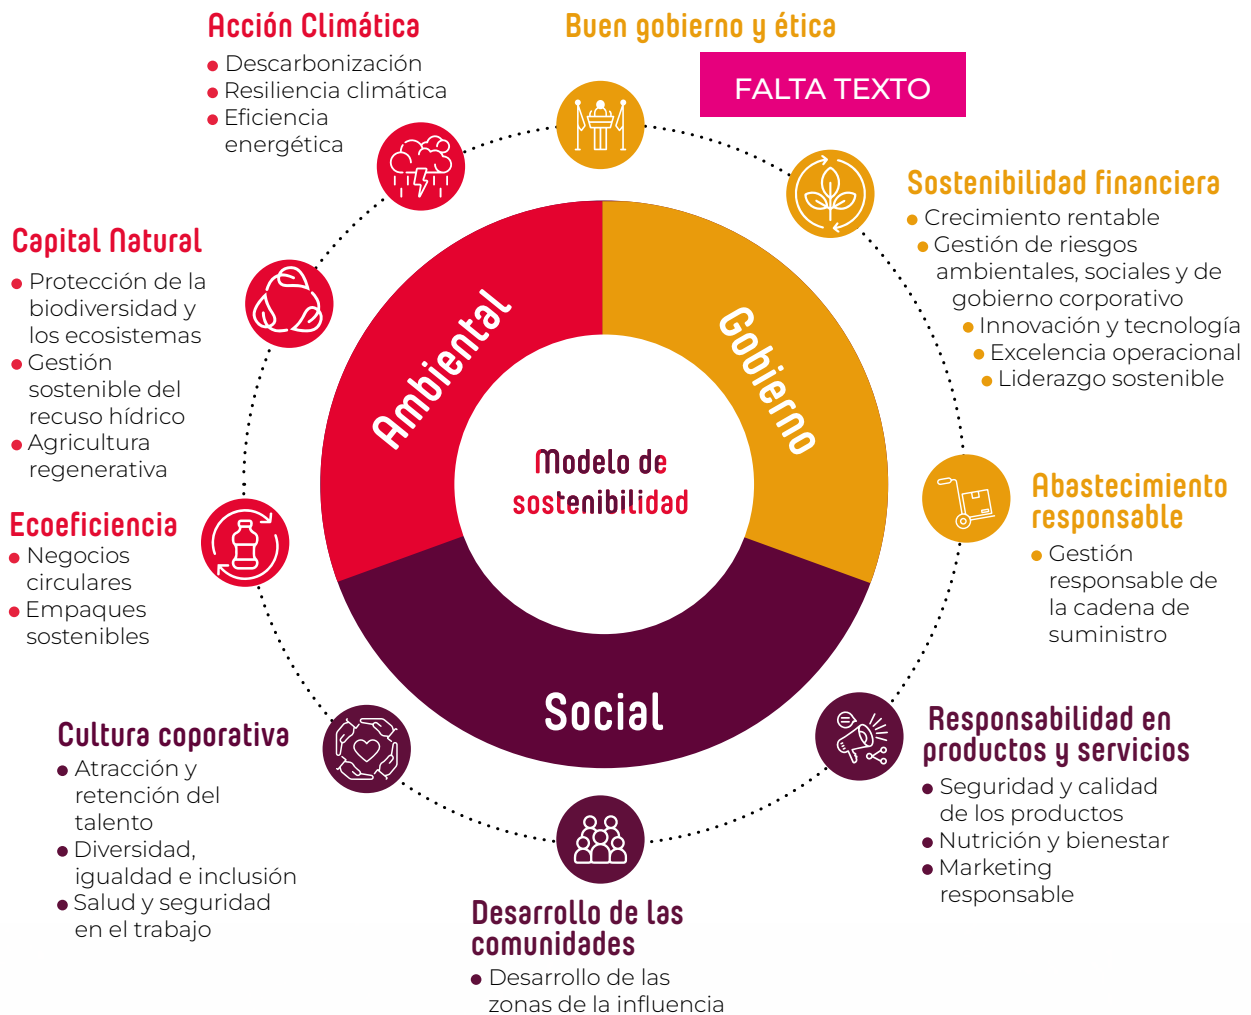 Acción Climática
Descarbonización
Resiliencia climática
Eficiencia
energética
Buen gobierno y ética
FALTA TEXTO
Sostenibilidad financiera
Crecimiento rentable
Gestión de riesgos
ambientales, sociales y de
gobierno corporativo
Innovación y tecnología
Excelencia operacional
Liderazgo sostenible
Capital Natural
Protección de la
biodiversidad y
los ecosistemas
Gestión
sostenible del
recuso hídrico
Agricultura
regenerativa
Ambiental
Gobierno
Modelo de
sostenibilidad
Abastecimiento
responsable
Gestión
responsable de
la cadena de
suministro
Ecoeficiencia
Negocios
circulares
Empaques
sostenibles
Social
Cultura coporativa
Atracción y
retención del
talento
Diversidad,
igualdad e inclusión
Salud y seguridad
en el trabajo
Responsabilidad en
productos y servicios
Seguridad y calidad
de los productos
Nutrición y bienestar
Marketing
responsable
Desarrollo de las
comunidades
Desarrollo de las
zonas de la influencia